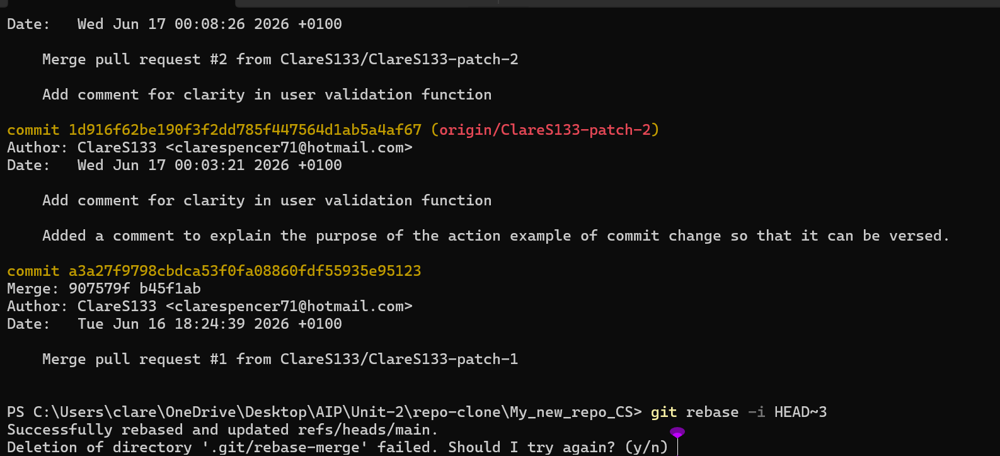 Date:   Wed Jun 17 00:08:26 2026 +0100
Merge pull request #2 from ClareS133/ClareS133-patch-2
Add comment for clarity in user validation function
commit 1d916f62be190f3f2dd785f447564d1ab5a4af67 (origin/ClareS133-patch-2)
Author: ClareS133 <clarespencer71@hotmail.com>
Date:   Wed Jun 17 00:03:21 2026 +0100
Add comment for clarity in user validation function
Added a comment to explain the purpose of the action example of commit change so that it can be versed.
commit a3a27f9798cbdca53f0fa08860fdf55935e95123
Merge: 907579f b45f1ab
Author: ClareS133 <clarespencer71@hotmail.com>
Date:   Tue Jun 16 18:24:39 2026 +0100
Merge pull request #1 from ClareS133/ClareS133-patch-1
PS C:\Users\clare\OneDrive\Desktop\AIP\Unit-2\repo-clone\My_new_repo_CS> git rebase -i HEAD~3
Successfully rebased and updated refs/heads/main.
Deletion of directory '.git/rebase-merge' failed. Should I try again? (y/n)